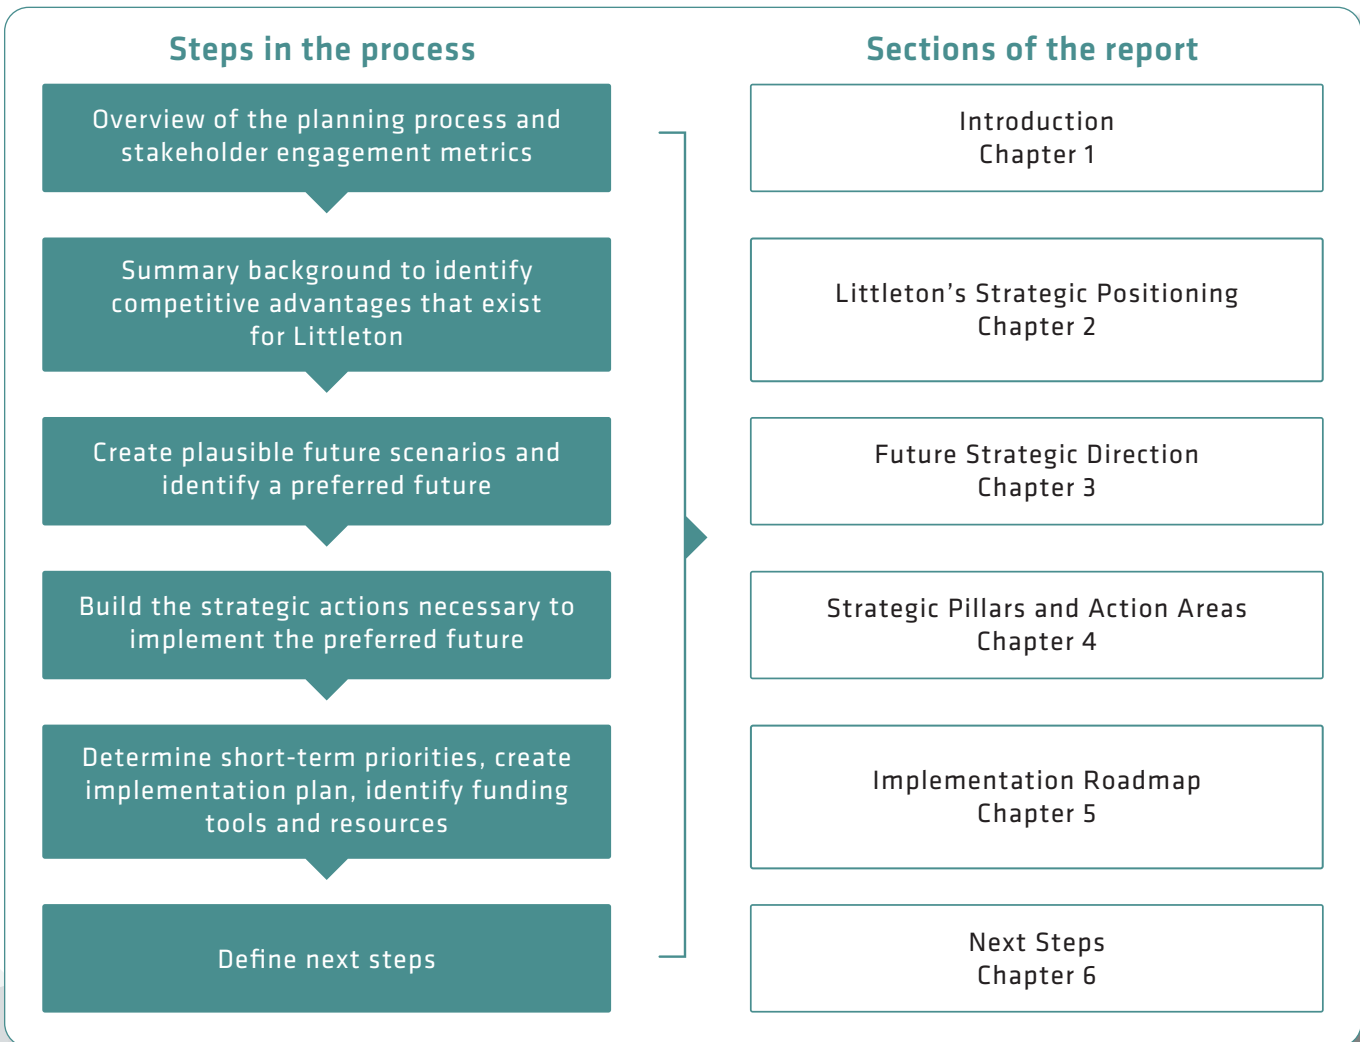 Steps in the process
Overview of the planning process and
stakeholder engagement metrics
Summary background to identify
competitive advantages that exist
for Littleton
Create plausible future scenarios and
identify a preferred future
Build the strategic actions necessary to
implement the preferred future
Determine short-term priorities, create
implementation plan, identify funding
tools and resources
Define next steps
Sections of the report
Introduction
Chapter 1
Littleton’s Strategic Positioning
Chapter 2
Future Strategic Direction
Chapter 3
Strategic Pillars and Action Areas
Chapter 4
Implementation Roadmap
Chapter 5
Next Steps
Chapter 6